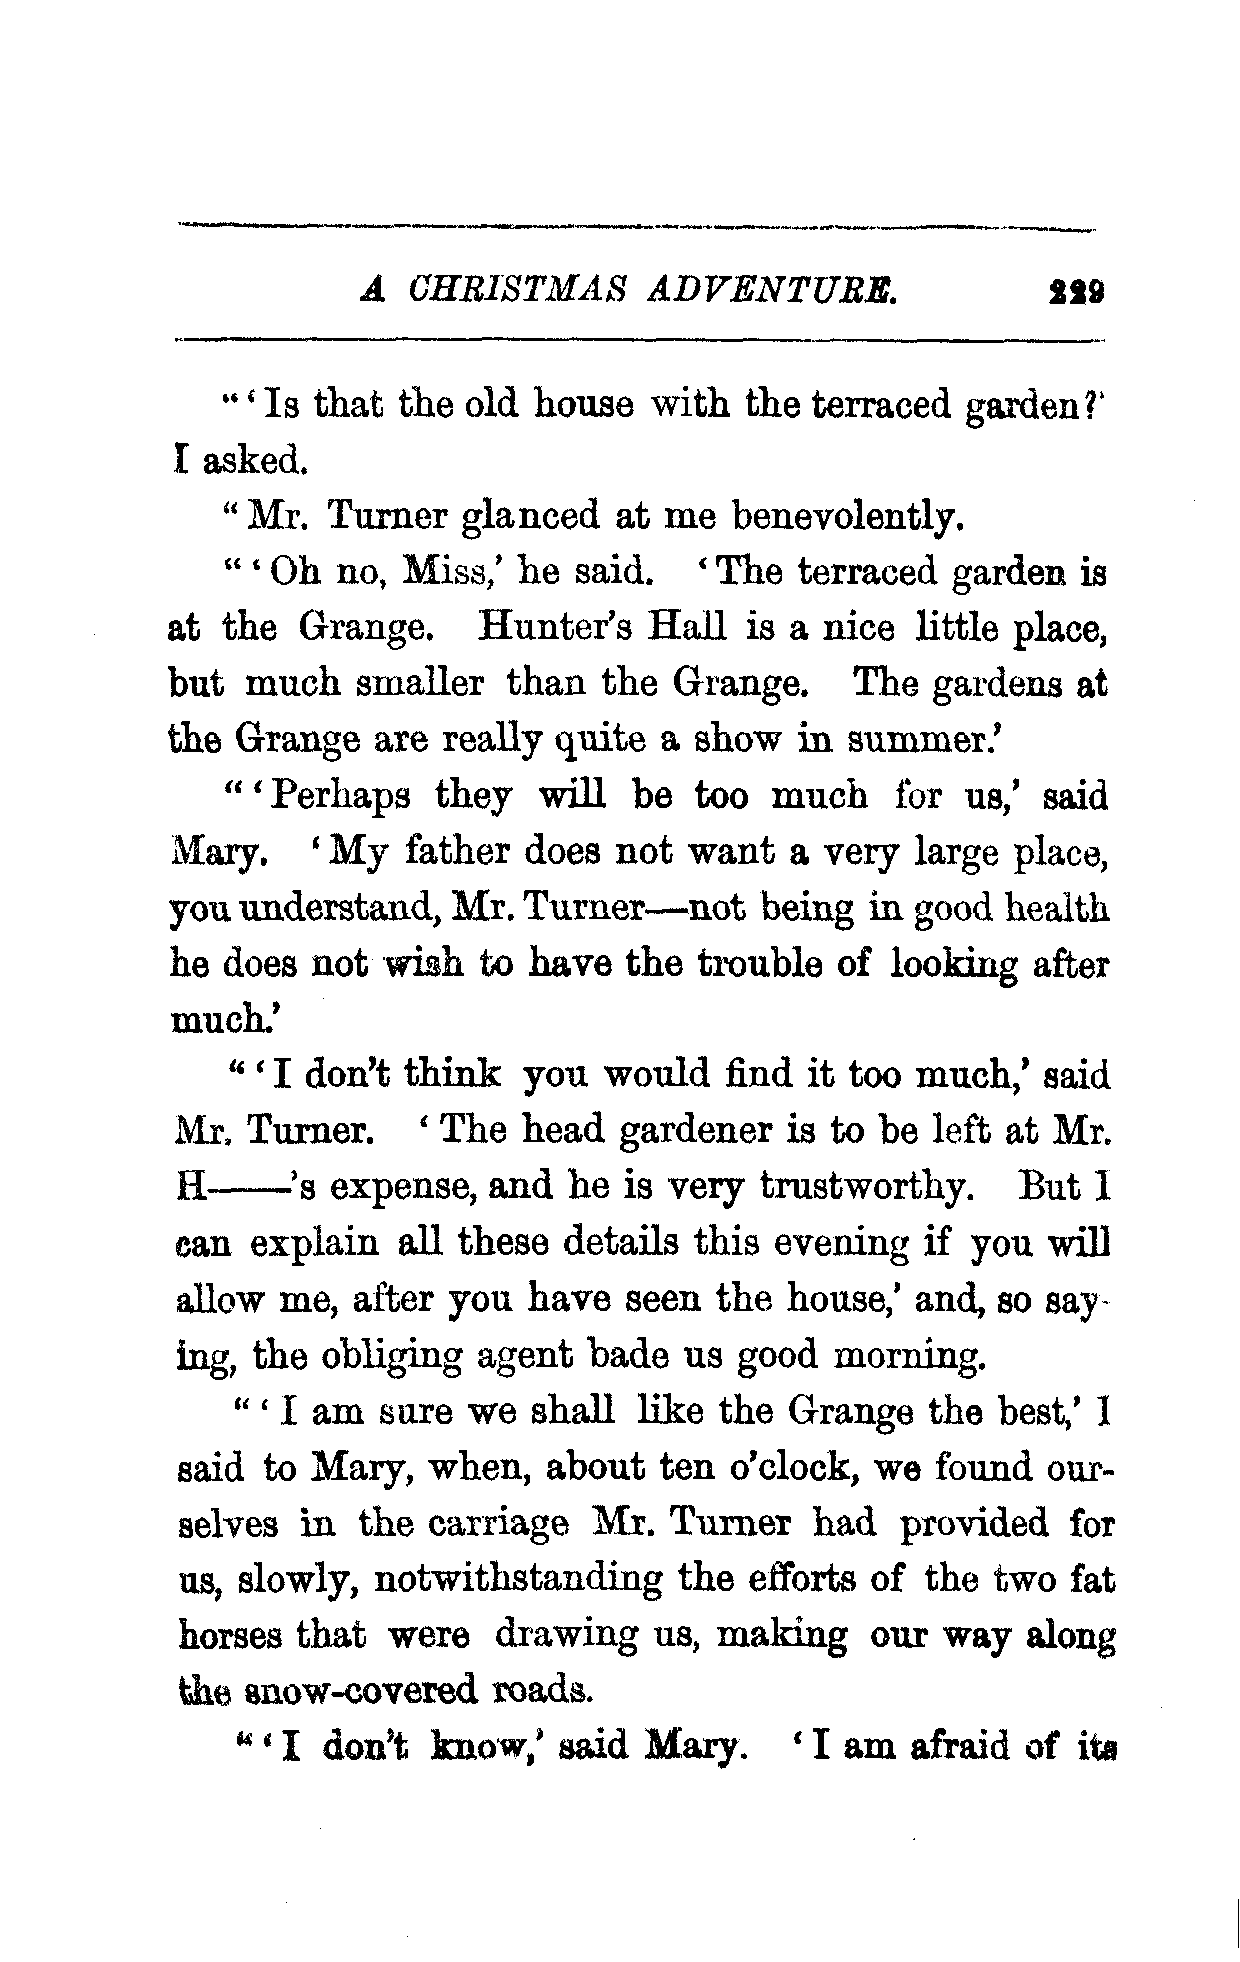 A CHRISTMAS ADVENTURE. 229
“‘Is that the old house with the terraced garden?’
I asked.
“Mr. Turner glanced at me benevolently.
“‘Oh no, Miss,’ he said. ‘The terraced garden is
at the Grange. Hunter’s Hall is a nice little place,
but much smaller than the Grange. The gardens at
the Grange are really quite a show in summer.’
“‘Perhaps they will be too much for us,’ said
Mary. ‘My father does not want a very large place,
you understand, Mr. Turner—not being in good health
he does not wish to have the trouble of looking after
much.’
“‘I don’t think you would find it too much,’ said
Mr. Turner. ‘The head gardener is to be left at Mr.
H——’s expense, and he is very trustworthy. But I
can explain all these details this evening if you will
allow me, after you have seen the house,’ and, so say-
ing, the obliging agent bade us good morning.
“‘I am sure we shall like the Grange the best,’ I
said to Mary, when, about ten o’clock, we found our-
selves in the carriage Mr. Turner had provided for
us, slowly, notwithstanding the efforts of the two fat
horses that were drawing us, making our way along
the snow-covered roads.
“‘I don’t know,’ said Mary. ‘I am afraid of its